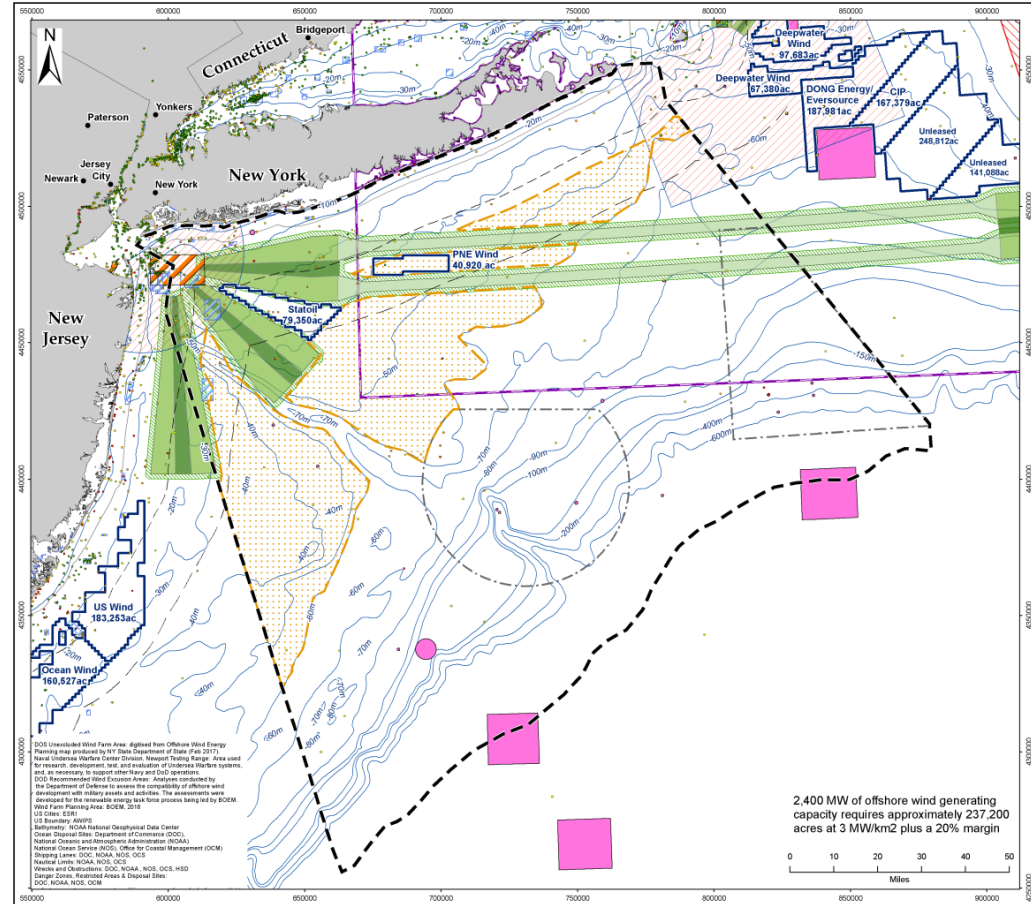 550000 600000 650000 700000 750000 800000 850000 900000
N
Bridgeport
Connecticut
Yonkers
Paterson
Jersey
City
Newark
New York
New York
New
Jersey
Deepwater
Wind
97,683ac
Deepwater Wind
67,380ac
DONG Energy/
Eversource
187,981ac
CIP
167,379ac
Unleased
248,812ac
Unleased
141,088ac
PNE Wind
40,920 ac
Statoil
79,350ac
US Wind
183,253ac
Ocean Wind
160,527ac
-10m
-20m
-30m
-40m
-50m
-60m
-70m
-80m
-90m
-100m
-150m
-200m
-400m
-600m
4550000
4500000
4450000
4400000
4350000
4300000
DOS Unexcluded Wind Farm Area: digitised from Offshore Wind Energy
Planning map produced by NY State Department of State (Feb 2017).
Naval Undersea Warfare Center Division, Newport Testing Range: Area used
for research, development, test, and evaluation of Undersea Warfare systems,
and, as necessary, to support other Navy and DoD operations.
DOD Recommended Wind Excusion Areas: Analyses conducted by
the Department of Defense to assess the compatibility of offshore wind
development with military assets and activities. The assessments were
developed for the renewable energy task force process being led by BOEM.
Wind Farm Planning Area: BOEM, 2016
US Cities: ESRI
US Boundary: AWIPS
Bathymetry: NOAA National Geophysical Data Center
Ocean Disposal Sites: Department of Commerce (DOC),
National Oceanic and Atmospheric Administration (NOAA)
National Ocean Service (NOS), Office for Coastal Management (OCM)
Shipping Lanes: DOC, NOAA, NOS, OCS
Nautical Limits: NOAA, NOS, OCS
Wrecks and Obstructions: DOC, NOAA , NOS, OCS, HSD
Danger Zones, Restricted Areas & Disposal Sites:
DOC, NOAA, NOS, OCM
2,400 MW of offshore wind generating
capacity requires approximately 237,200
acres at 3 MW/km2 plus a 20% margin
0 10 20 30 40 50
Miles
550000 600000 650000 700000 750000 800000 850000